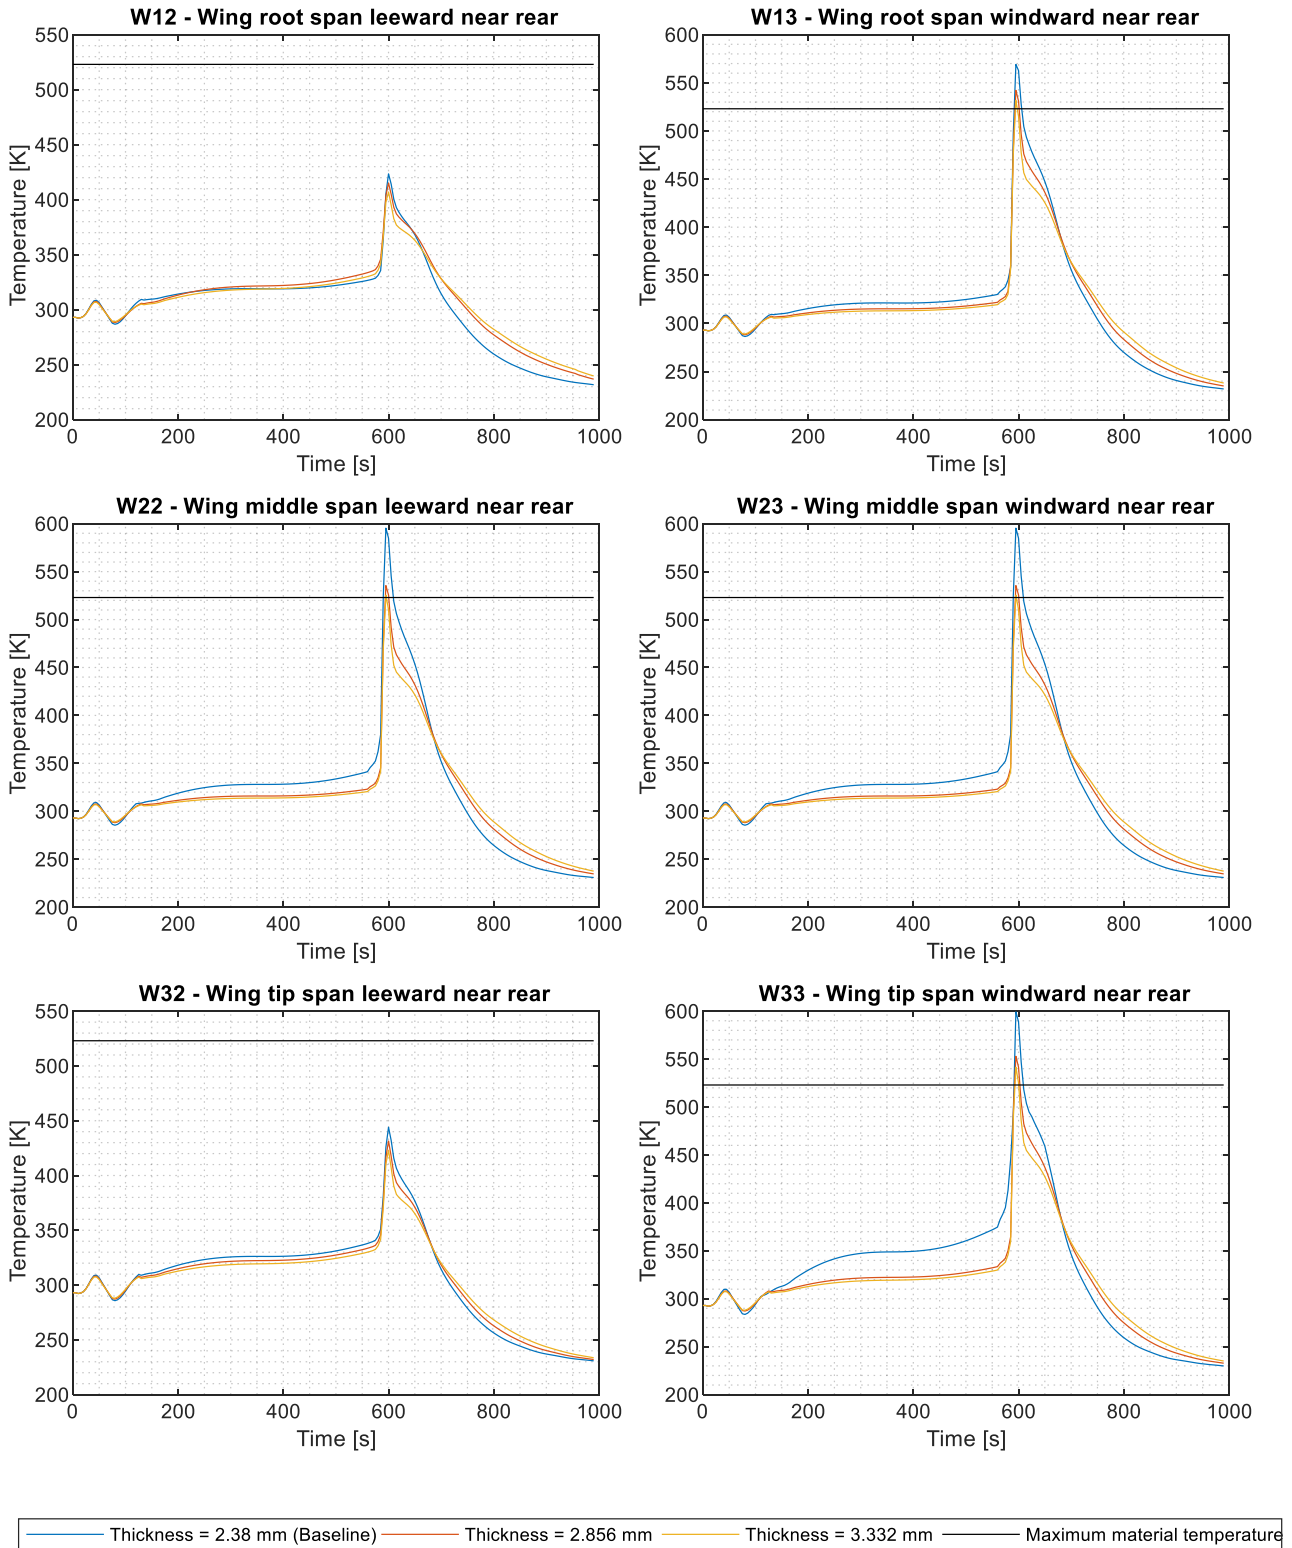 W12 - Wing root span leeward near rear
550
500
450
400
350
300
250
200
0 200 400 600 800 1000
Temperature [K]
Time [s]
W13 - Wing root span windward near rear
600
550
500
450
400
350
300
250
200
0 200 400 600 800 1000
Temperature [K]
Time [s]
W22 - Wing middle span leeward near rear
600
550
500
450
400
350
300
250
200
0 200 400 600 800 1000
Temperature [K]
Time [s]
W23 - Wing middle span windward near rear
600
550
500
450
400
350
300
250
200
0 200 400 600 800 1000
Temperature [K]
Time [s]
W32 - Wing tip span leeward near rear
550
500
450
400
350
300
250
200
0 200 400 600 800 1000
Temperature [K]
Time [s]
W33 - Wing tip span windward near rear
600
550
500
450
400
350
300
250
200
0 200 400 600 800 1000
Temperature [K]
Time [s]
Thickness = 2.38 mm (Baseline) Thickness = 2.856 mm Thickness = 3.332 mm Maximum material temperature